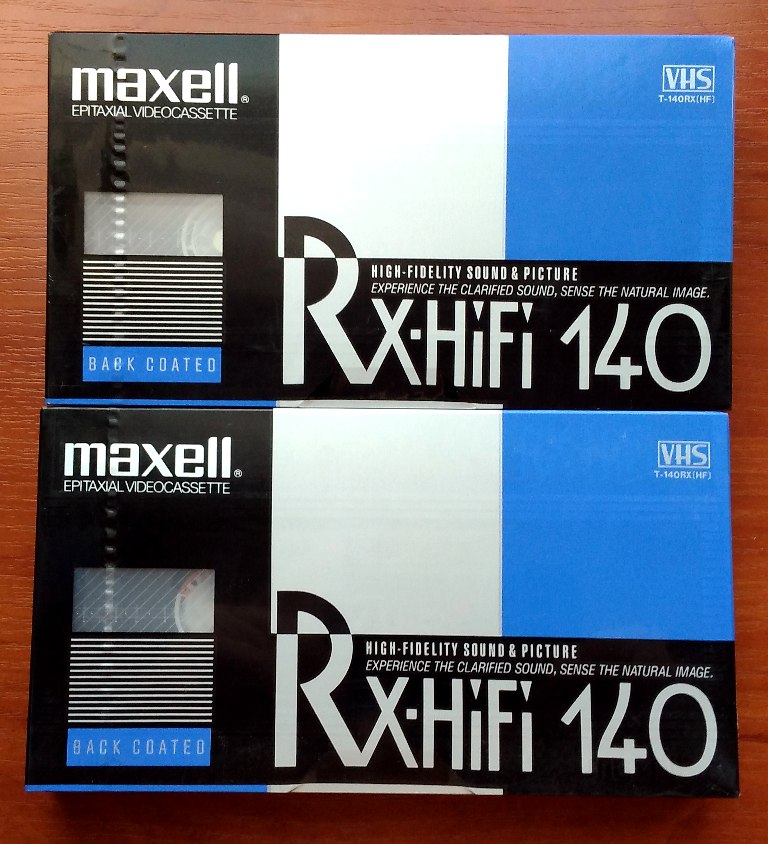 maxell®
EPITAXIAL VIDEOCASSETTE
VHS
T-140RX(HF)
HIGH-FIDELITY SOUND & PICTURE
EXPERIENCE THE CLARIFIED SOUND, SENSE THE NATURAL IMAGE.
RX-HiFi 140
BACK COATED
maxell®
EPITAXIAL VIDEOCASSETTE
VHS
T-140RX(HF)
HIGH-FIDELITY SOUND & PICTURE
EXPERIENCE THE CLARIFIED SOUND, SENSE THE NATURAL IMAGE.
RX-HiFi 140
BACK COATED